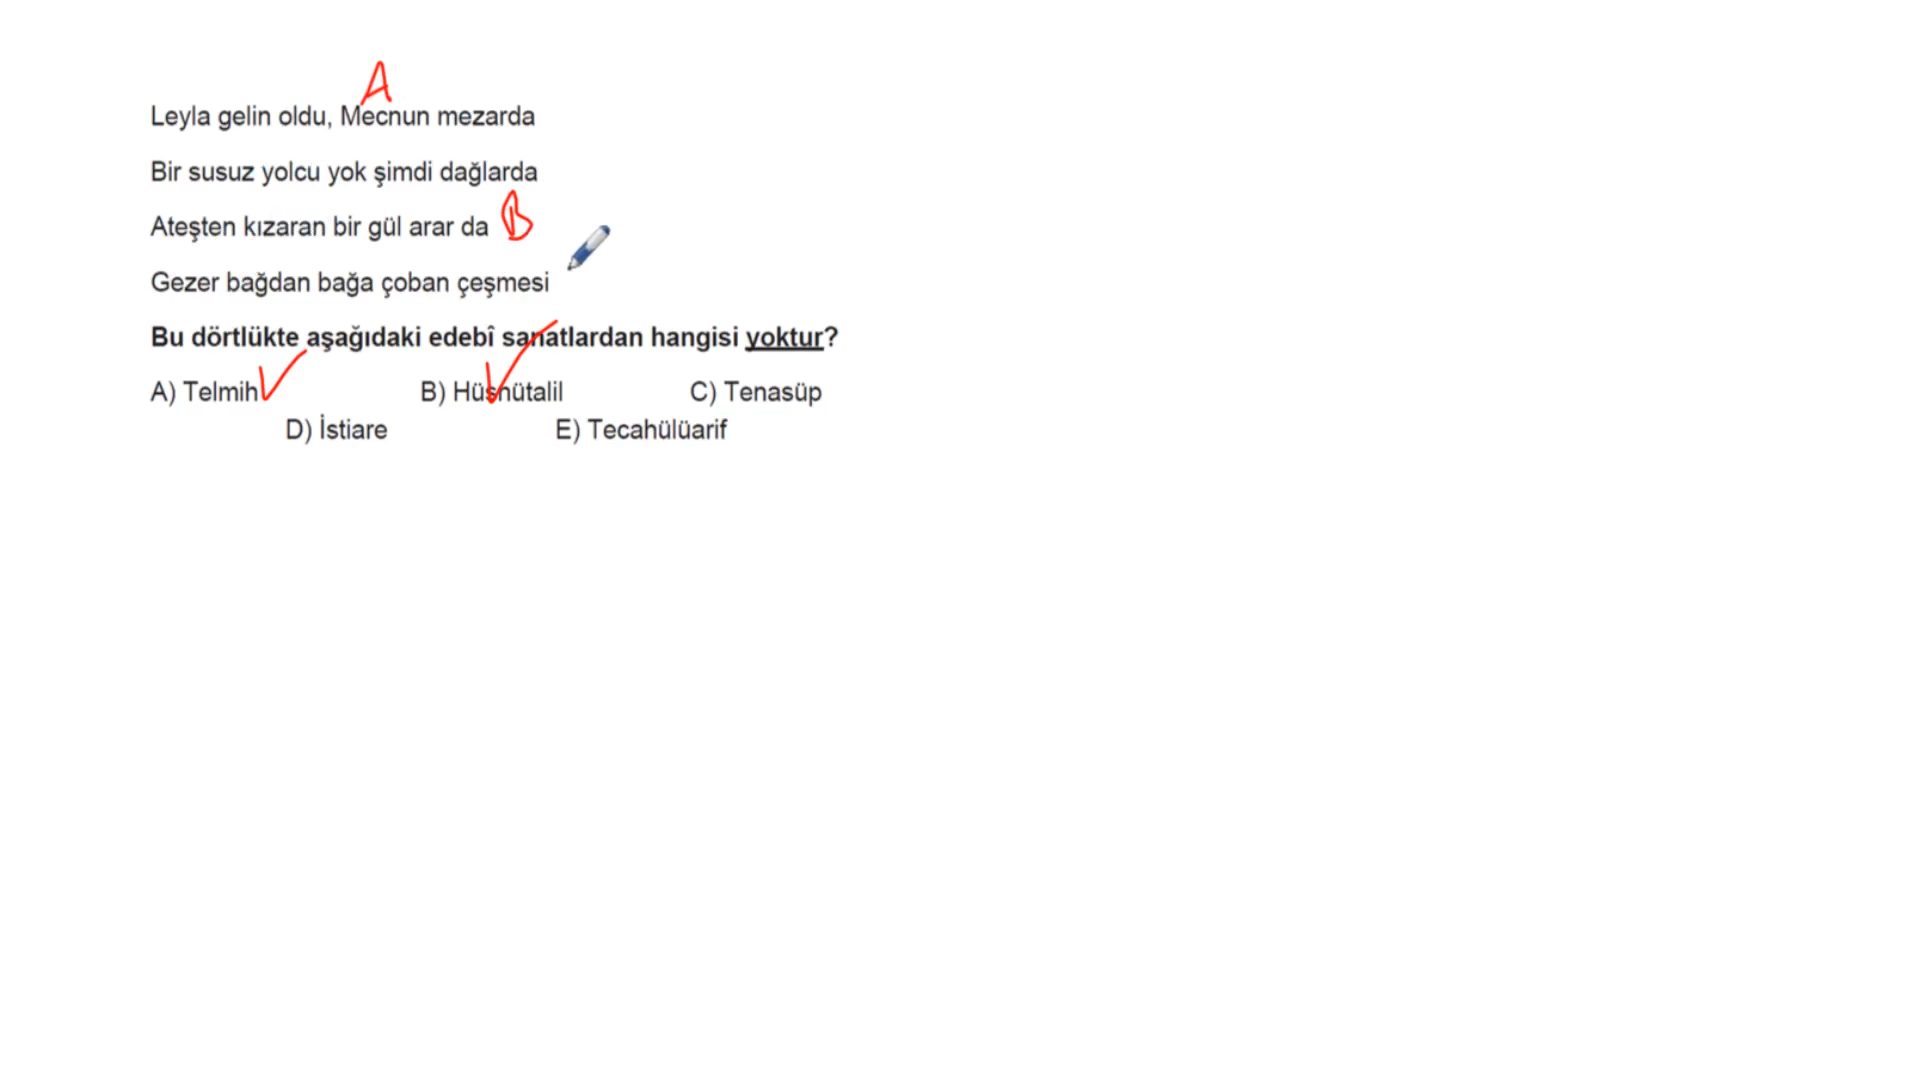 A
Leyla gelin oldu, Mecnun mezarda
Bir susuz yolcu yok şimdi dağlarda
Ateşten kızaran bir gül arar da B
Gezer bağdan bağa çoban çeşmesi
Bu dörtlükte aşağıdaki edebî sanatlardan hangisi yoktur?
A) Telmih B) Hüsnütalil C) Tenasüp
D) İstiare E) Tecahülüarif